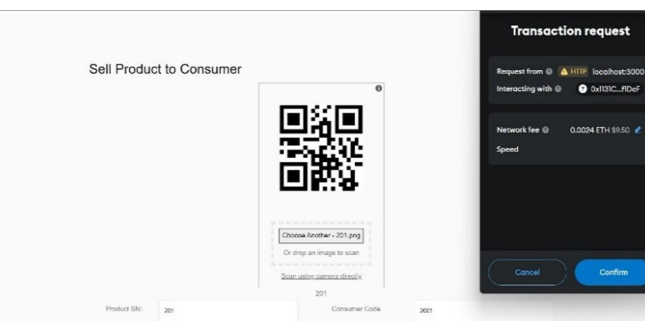 Transaction request
Sell Product to Consumer
Request from HTTP localhost:3000
Interacting with 0x1131C...f1DeF
Network fee 0.0024 ETH $9.50
Speed
Choose Another - 201.png
Or drop an image to scan
Scan using camera directly
Cancel Confirm
201
Product SN: 201 Consumer Code 2001